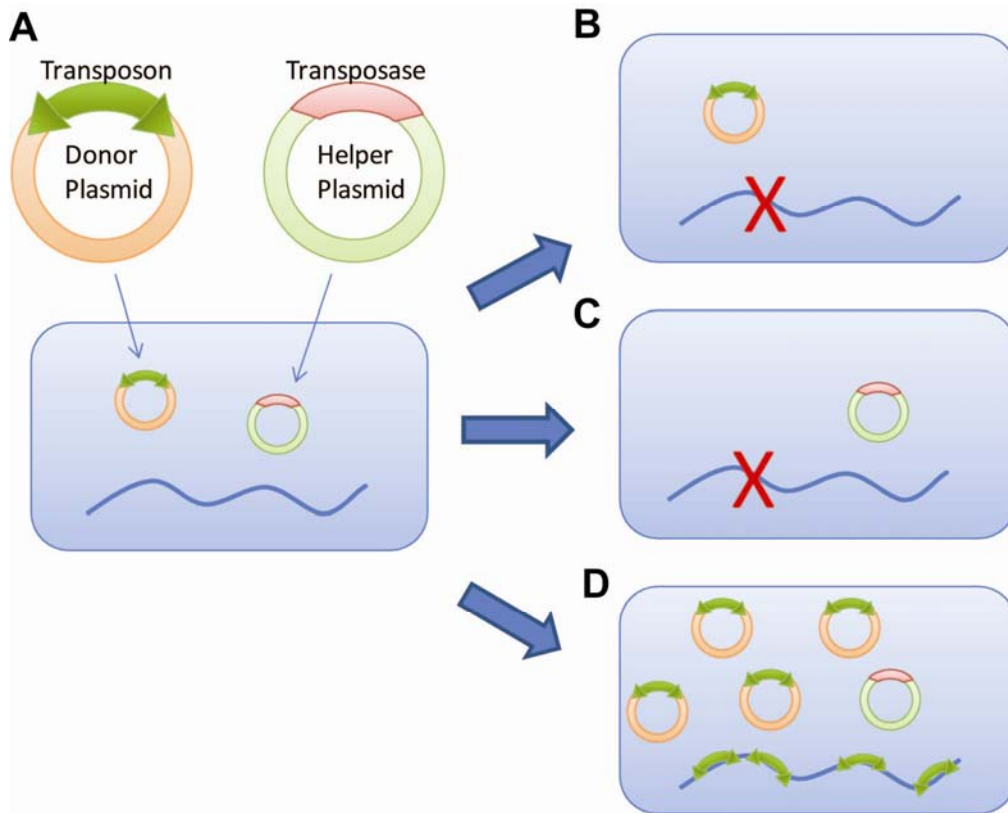 A
Transposon
Donor
Plasmid
Transposase
Helper
Plasmid
B
C
D